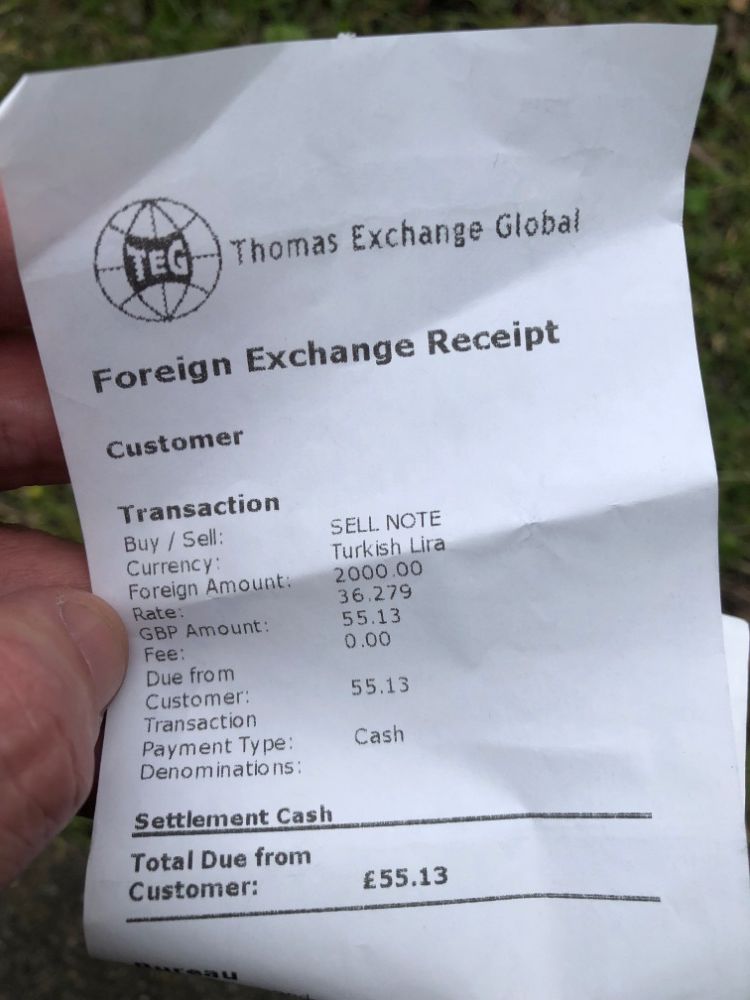 TEG Thomas Exchange Global
Foreign Exchange Receipt
Customer
Transaction
Buy / Sell: SELL NOTE
Currency: Turkish Lira
Foreign Amount: 2000.00
Rate: 36.279
GBP Amount: 55.13
Fee: 0.00
Due from
Customer: 55.13
Transaction
Payment Type: Cash
Denominations:
Settlement Cash
Total Due from
Customer: £55.13
Bureau